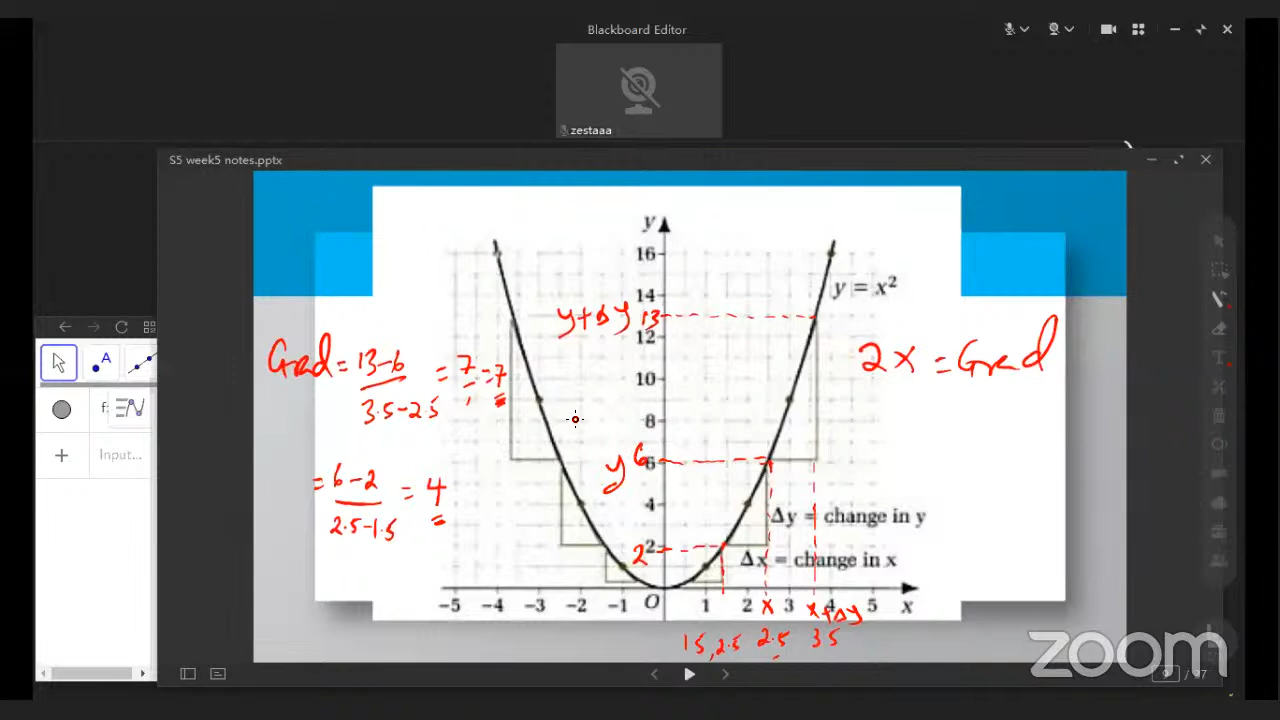 Blackboard Editor
zestaaa
S5 week5 notes.pptx
y
16
14
y = x²
y+Δy 13
12
Grad = 13-6 / 3.5-2.5 = 7 = 7
2x = Grad
10
8
y 6
6
= 6-2 / 2.5-1.5 = 4
4
Δy = change in y
2
2
Δx = change in x
-5 -4 -3 -2 -1 O 1 2 x 3 x+Δy 4 5 x
1.5, 2.5 2.5 3.5
f:
Input...
zoom
9 / 27